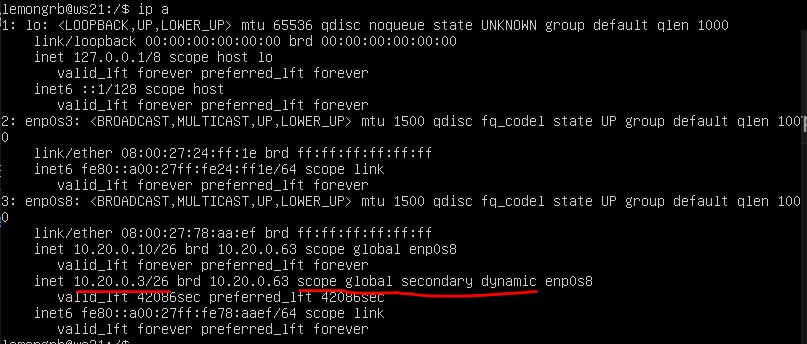 lemongrb@ws21:/$ ip a
1: lo: <LOOPBACK,UP,LOWER_UP> mtu 65536 qdisc noqueue state UNKNOWN group default qlen 1000
    link/loopback 00:00:00:00:00:00 brd 00:00:00:00:00:00
    inet 127.0.0.1/8 scope host lo
       valid_lft forever preferred_lft forever
    inet6 ::1/128 scope host
       valid_lft forever preferred_lft forever
2: enp0s3: <BROADCAST,MULTICAST,UP,LOWER_UP> mtu 1500 qdisc fq_codel state UP group default qlen 100
0
    link/ether 08:00:27:24:ff:1e brd ff:ff:ff:ff:ff:ff
    inet6 fe80::a00:27ff:fe24:ff1e/64 scope link
       valid_lft forever preferred_lft forever
3: enp0s8: <BROADCAST,MULTICAST,UP,LOWER_UP> mtu 1500 qdisc fq_codel state UP group default qlen 100
0
    link/ether 08:00:27:78:aa:ef brd ff:ff:ff:ff:ff:ff
    inet 10.20.0.10/26 brd 10.20.0.63 scope global enp0s8
       valid_lft forever preferred_lft forever
    inet 10.20.0.3/26 brd 10.20.0.63 scope global secondary dynamic enp0s8
       valid_lft 42086sec preferred_lft 42086sec
    inet6 fe80::a00:27ff:fe78:aaef/64 scope link
       valid_lft forever preferred_lft forever
lemongrb@ws21:/$